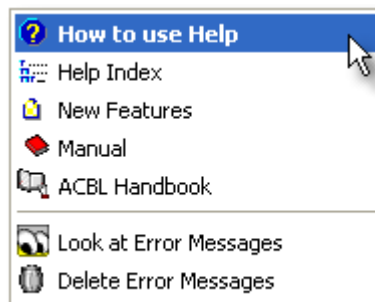 How to use Help
Help Index
New Features
Manual
ACBL Handbook
Look at Error Messages
Delete Error Messages